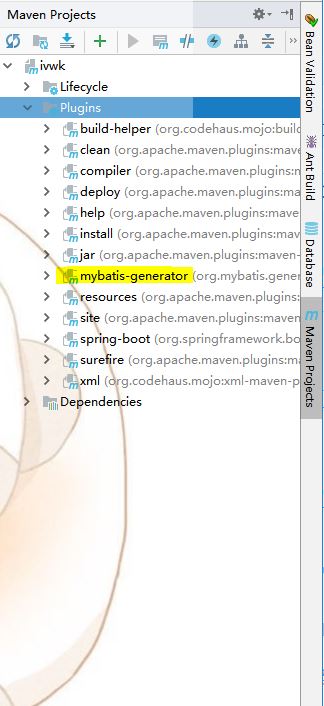 Maven Projects
ivwk
Lifecycle
Plugins
build-helper (org.codehaus.mojo:build
clean (org.apache.maven.plugins:mave
compiler (org.apache.maven.plugins:m
deploy (org.apache.maven.plugins:ma
help (org.apache.maven.plugins:mave
install (org.apache.maven.plugins:ma
jar (org.apache.maven.plugins:maven-
mybatis-generator (org.mybatis.gener
resources (org.apache.maven.plugins:
site (org.apache.maven.plugins:maven
spring-boot (org.springframework.bo
surefire (org.apache.maven.plugins:m
xml (org.codehaus.mojo:xml-maven-p
Dependencies
Bean Validation
Ant Build
Database
Maven Projects